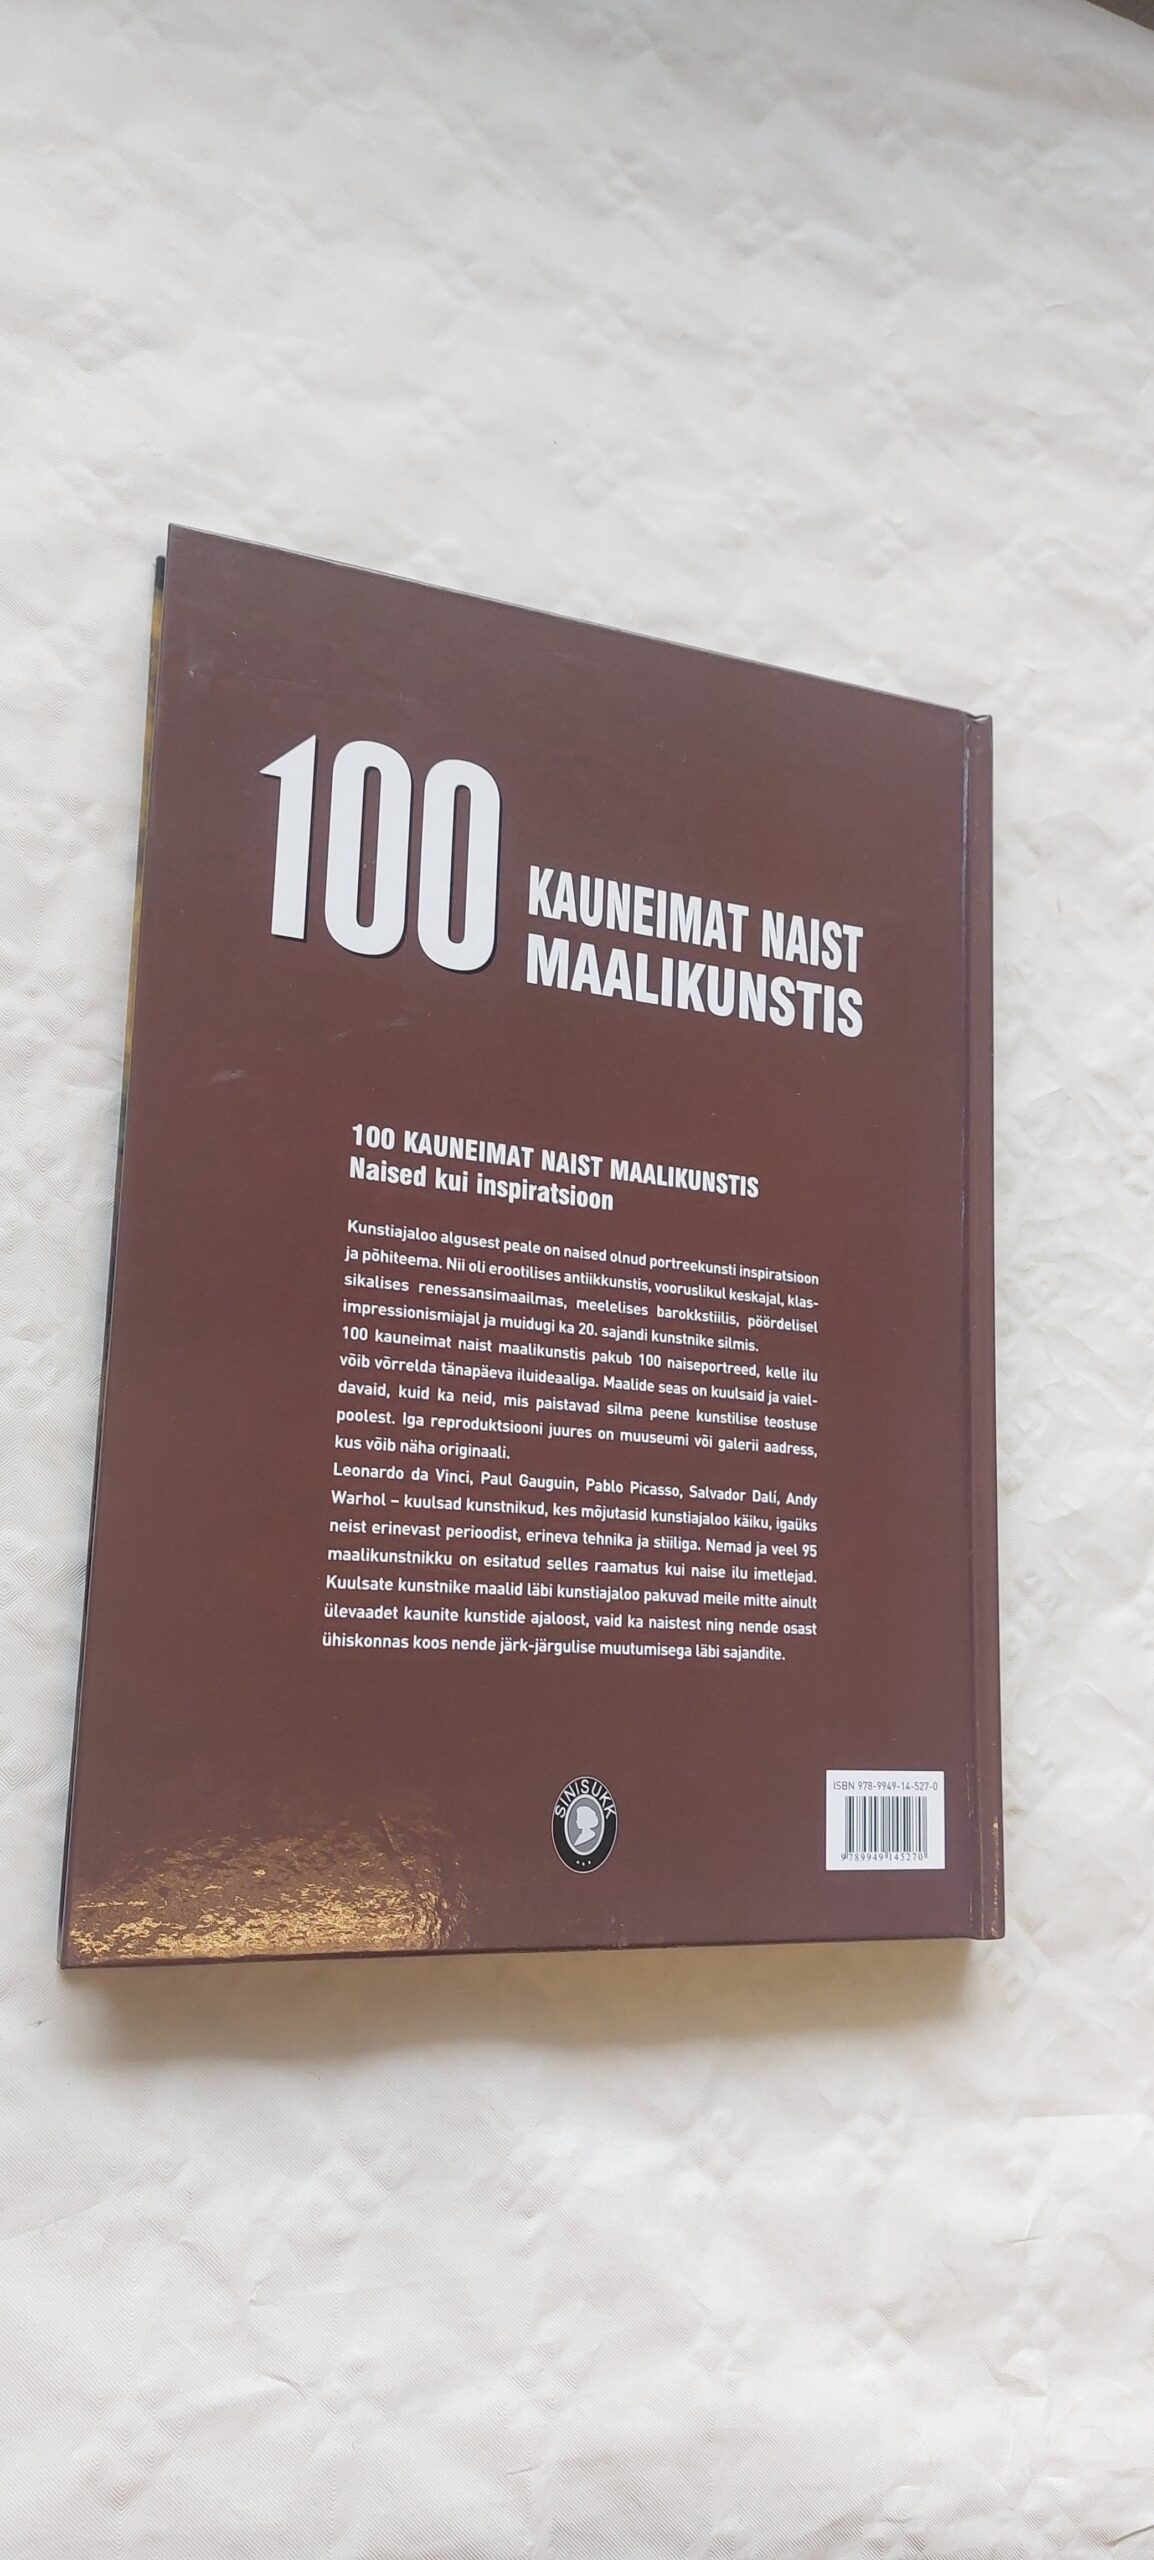 100
KAUNEIMAT NAIST
MAALIKUNSTIS
100 KAUNEIMAT NAIST MAALIKUNSTIS
Naised kui inspiratsioon
Kunstiajaloo algusest peale on naised olnud portreekunsti inspiratsioon
ja põhiteema. Nii oli erootilises antiikkunstis, vooruslikul keskajal, klas-
sikalises renessansimaailmas, meelelises barokkstiilis, pöördelisel
impressionismiajal ja muidugi ka 20. sajandi kunstnike silmis.
100 kauneimat naist maalikunstis pakub 100 naiseportreed, kelle ilu
võib võrrelda tänapäeva iluideaaliga. Maalide seas on kuulsaid ja vaiel-
davaid, kuid ka neid, mis paistavad silma peene kunstilise teostuse
poolest. Iga reproduktsiooni juures on muuseumi või galerii aadress,
kus võib näha originaali.
Leonardo da Vinci, Paul Gauguin, Pablo Picasso, Salvador Dalí, Andy
Warhol – kuulsad kunstnikud, kes mõjutasid kunstiajaloo käiku, igaüks
neist erinevast perioodist, erineva tehnika ja stiiliga. Nemad ja veel 95
maalikunstnikku on esitatud selles raamatus kui naise ilu imetlejad.
Kuulsate kunstnike maalid läbi kunstiajaloo pakuvad meile mitte ainult
ülevaadet kaunite kunstide ajaloost, vaid ka naistest ning nende osast
ühiskonnas koos nende järk-järgulise muutumisega läbi sajandite.
SINISUKK
ISBN 978-9949-14-527-0
9789949145270